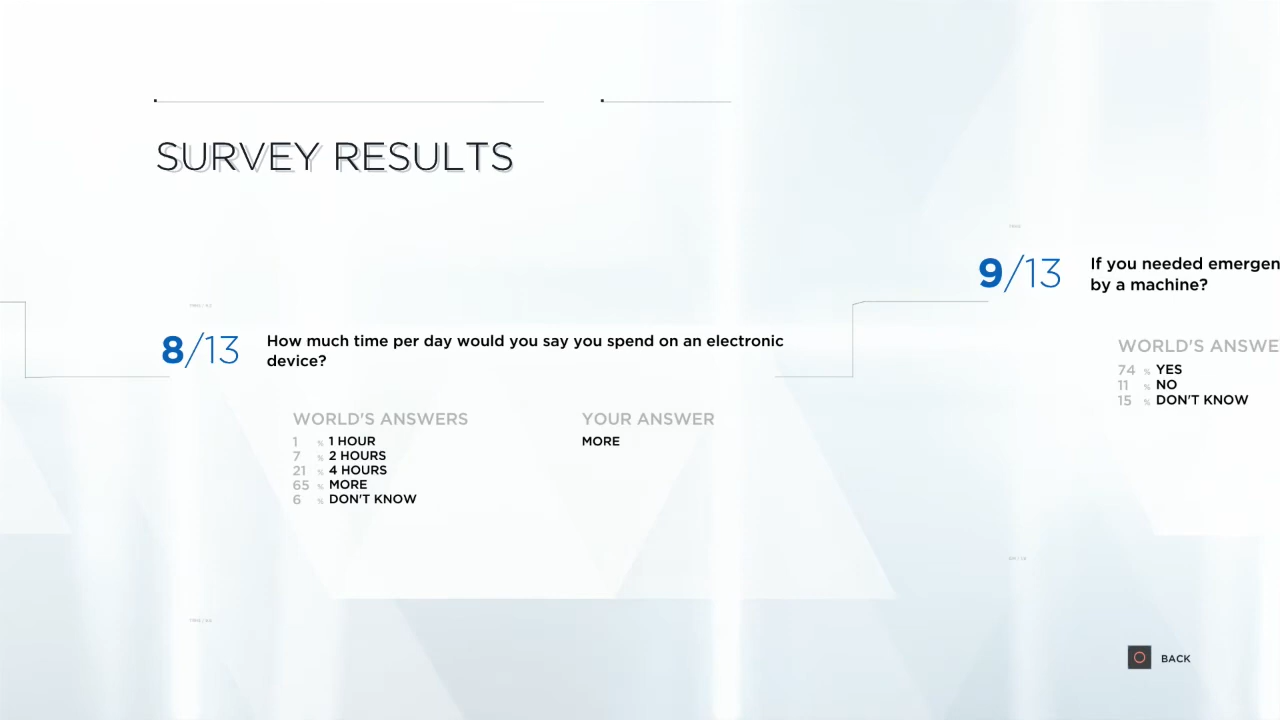 SURVEY RESULTS
8/13
How much time per day would you say you spend on an electronic
device?
WORLD'S ANSWERS
1 % 1 HOUR
7 % 2 HOURS
21 % 4 HOURS
65 % MORE
6 % DON'T KNOW
YOUR ANSWER
MORE
9/13
If you needed emergen
by a machine?
WORLD'S ANSWE
74 % YES
11 % NO
15 % DON'T KNOW
BACK